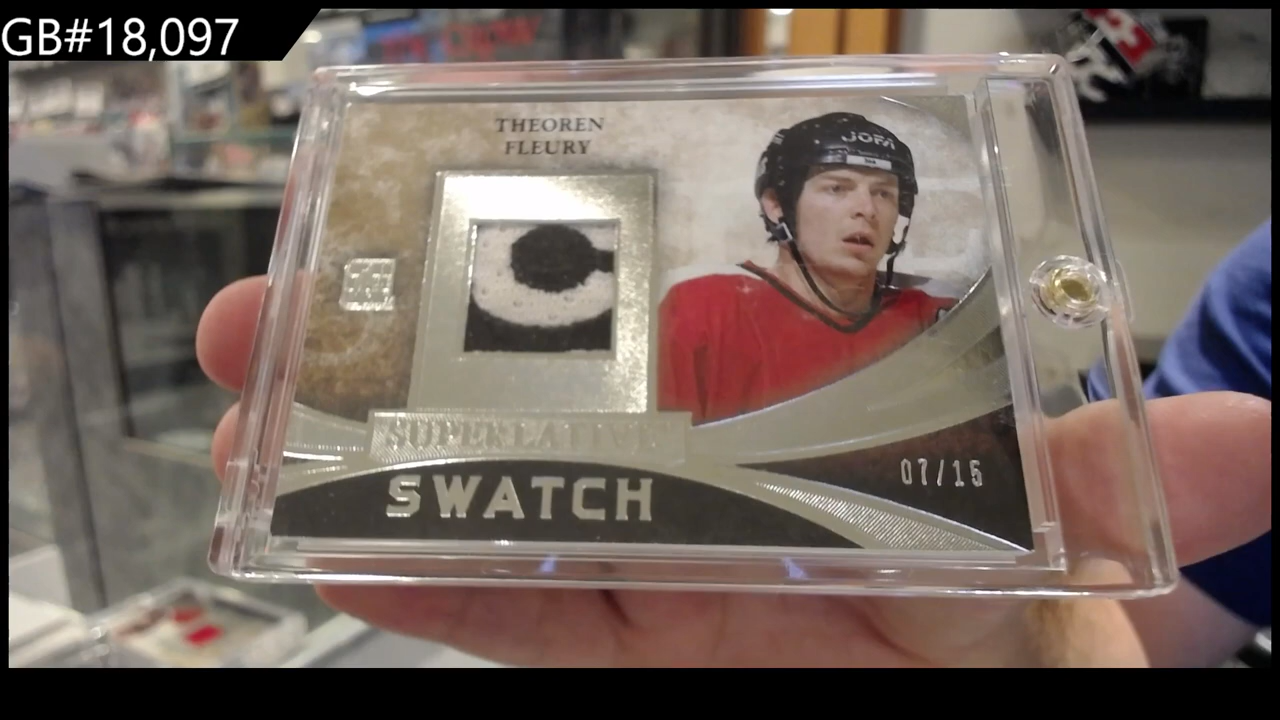 GB#18,097
THEOREN
FLEURY
JOFA
SUPERLATIVE
SWATCH
07/15